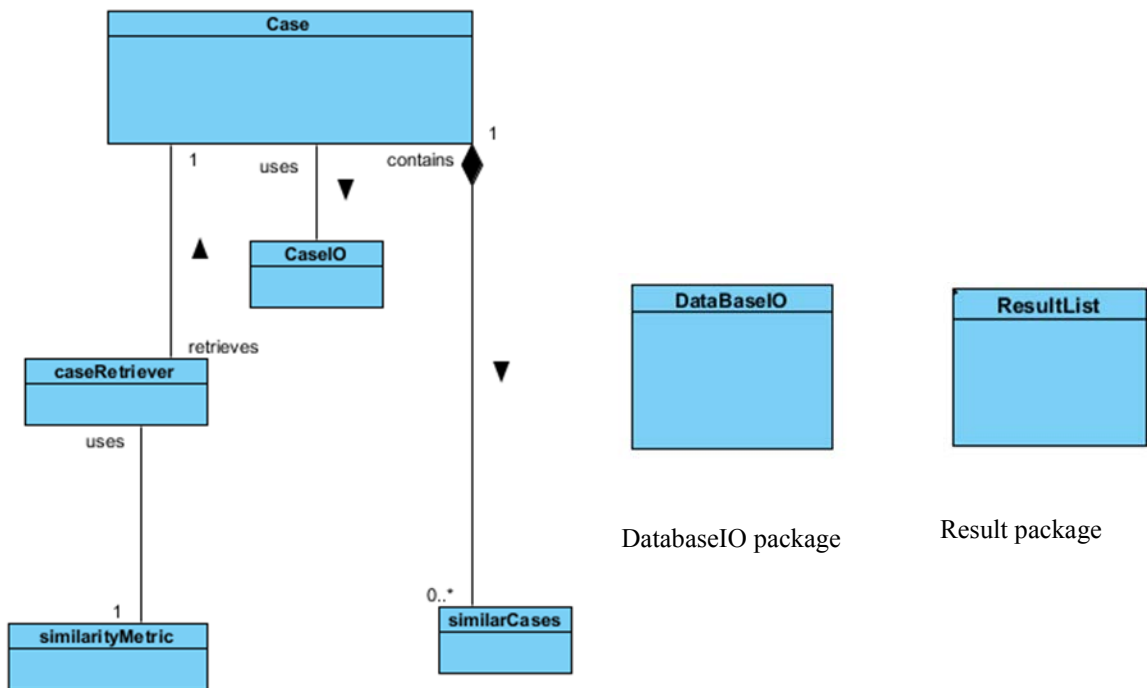 Case
1
uses
contains
1
CaseIO
retrieves
caseRetriever
uses
1
similarityMetric
0..*
similarCases
DataBaseIO
DatabaseIO package
ResultList
Result package